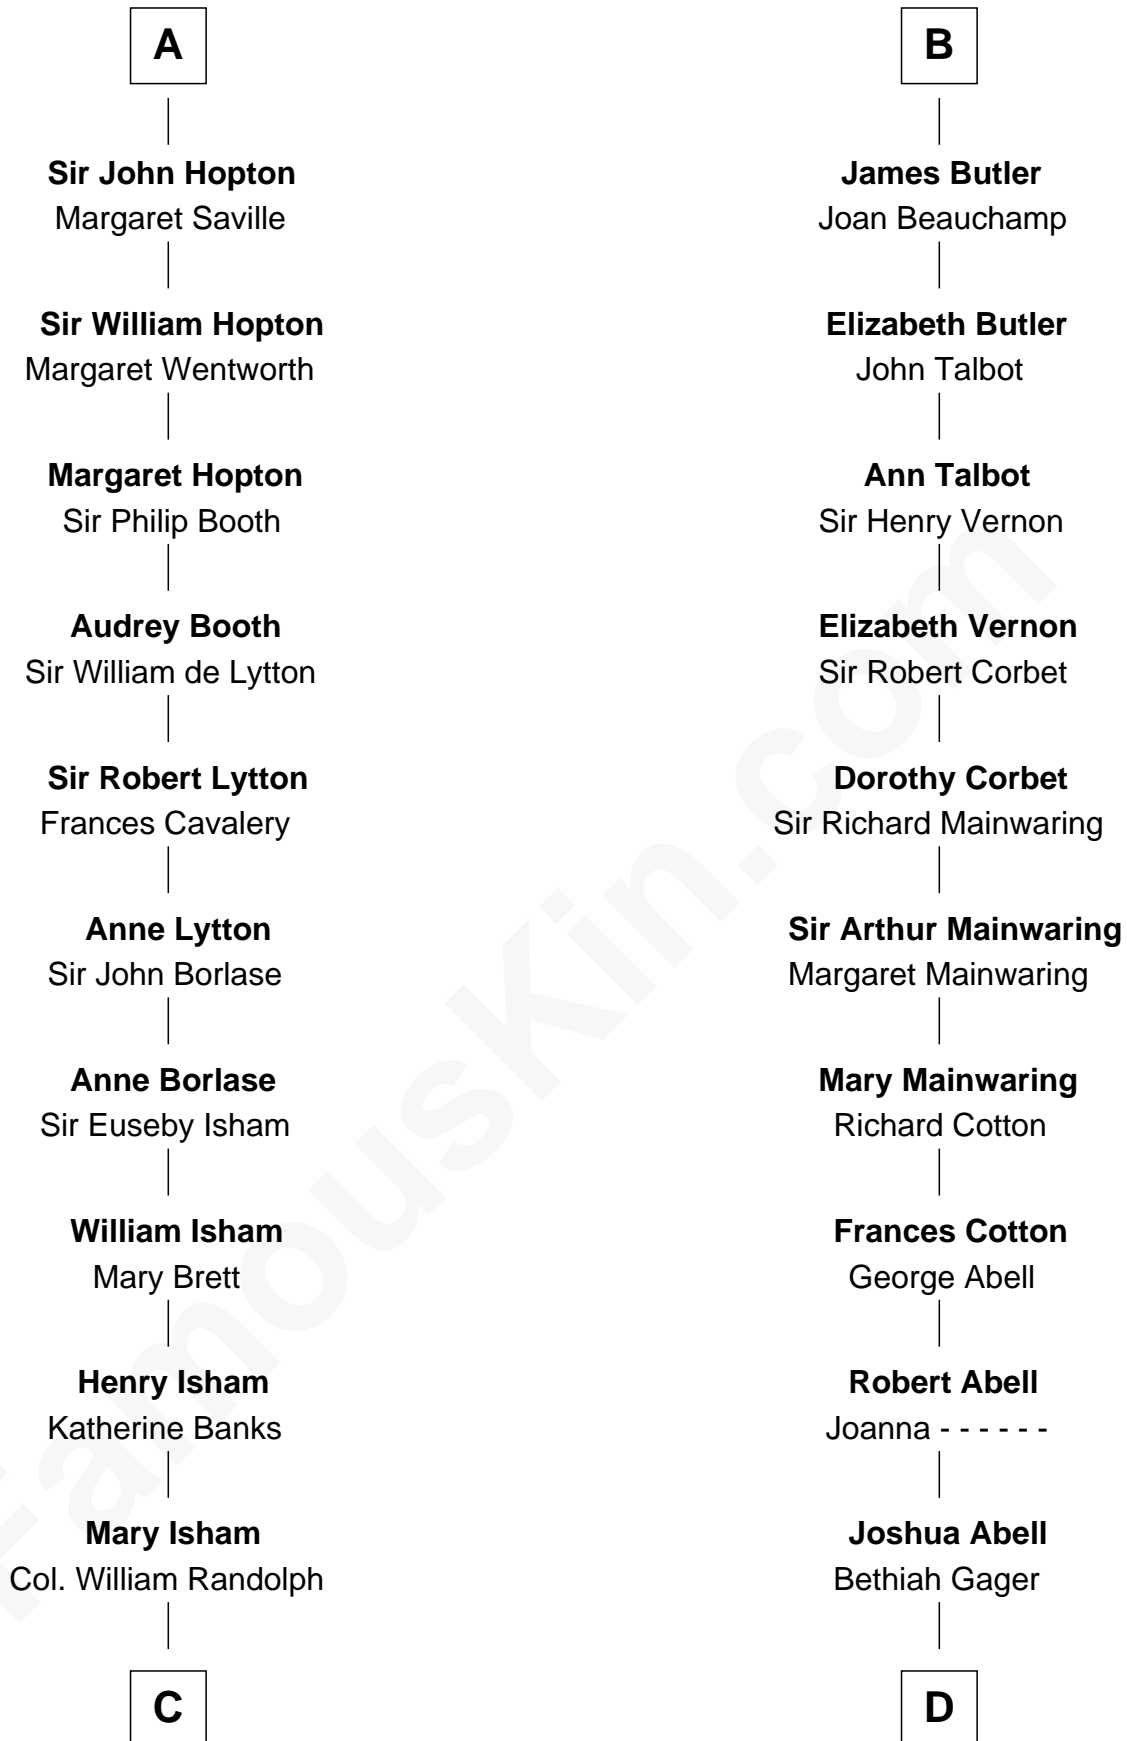 A
Sir John Hopton
Margaret Saville
Sir William Hopton
Margaret Wentworth
Margaret Hopton
Sir Philip Booth
Audrey Booth
Sir William de Lytton
Sir Robert Lytton
Frances Cavalery
Anne Lytton
Sir John Borlase
Anne Borlase
Sir Euseby Isham
William Isham
Mary Brett
Henry Isham
Katherine Banks
Mary Isham
Col. William Randolph
C
B
James Butler
Joan Beauchamp
Elizabeth Butler
John Talbot
Ann Talbot
Sir Henry Vernon
Elizabeth Vernon
Sir Robert Corbet
Dorothy Corbet
Sir Richard Mainwaring
Sir Arthur Mainwaring
Margaret Mainwaring
Mary Mainwaring
Richard Cotton
Frances Cotton
George Abell
Robert Abell
Joanna - - - - - -
Joshua Abell
Bethiah Gager
D
FamousKin.com